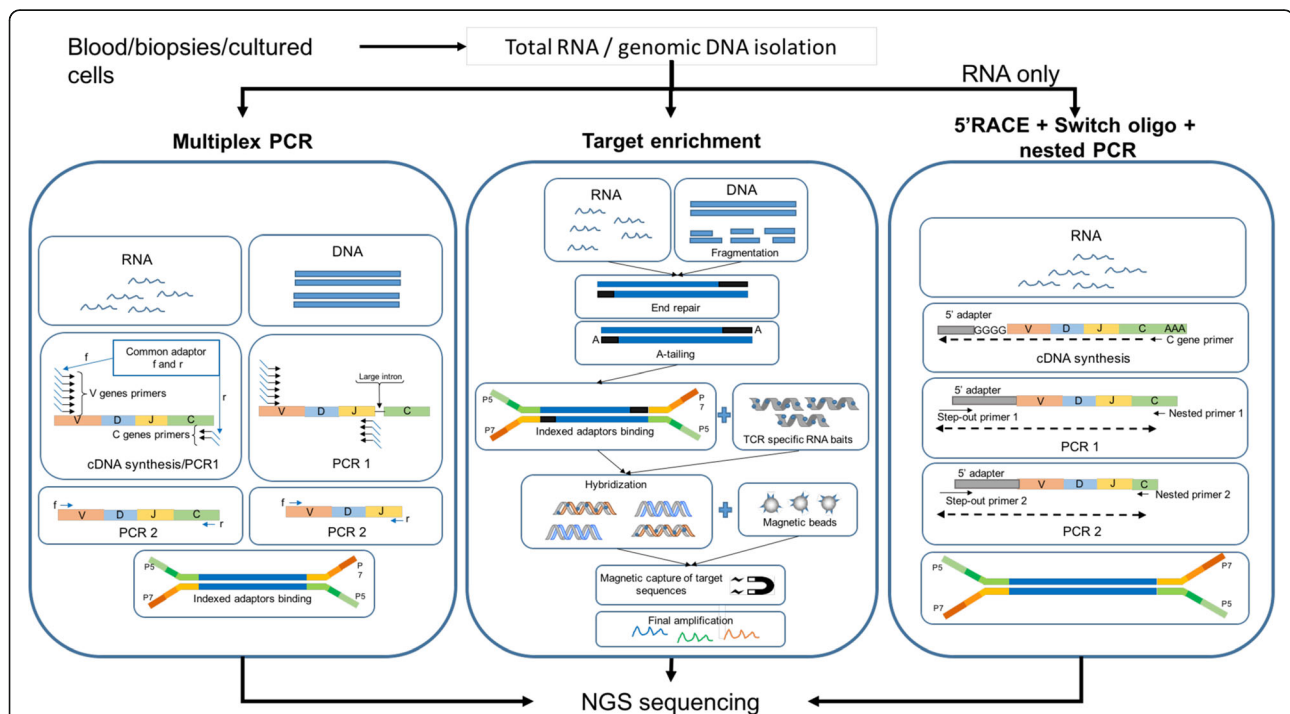 Blood/biopsies/cultured
cells
Total RNA / genomic DNA isolation
RNA only
Multiplex PCR
RNA
DNA
f
Common adaptor
f and r
r
V genes primers
V D J C
C genes primers
cDNA synthesis/PCR1
Large intron
V D J C
PCR 1
f
V D J C
r
PCR 2
f
V D J
r
PCR 2
P5
P
7
Indexed adaptors binding
P7
P5
Target enrichment
RNA
DNA
Fragmentation
End repair
A
A
A-tailing
P5
P
7
P7
P5
Indexed adaptors binding
TCR specific RNA baits
Hybridization
Magnetic beads
Magnetic capture of target
sequences
Final amplification
5'RACE + Switch oligo +
nested PCR
RNA
5' adapter
GGGG V D J C AAA
C gene primer
cDNA synthesis
5' adapter
V D J C
Step-out primer 1
Nested primer 1
PCR 1
5' adapter
V D J C
Step-out primer 2
Nested primer 2
PCR 2
P5
P7
P7
P5
NGS sequencing